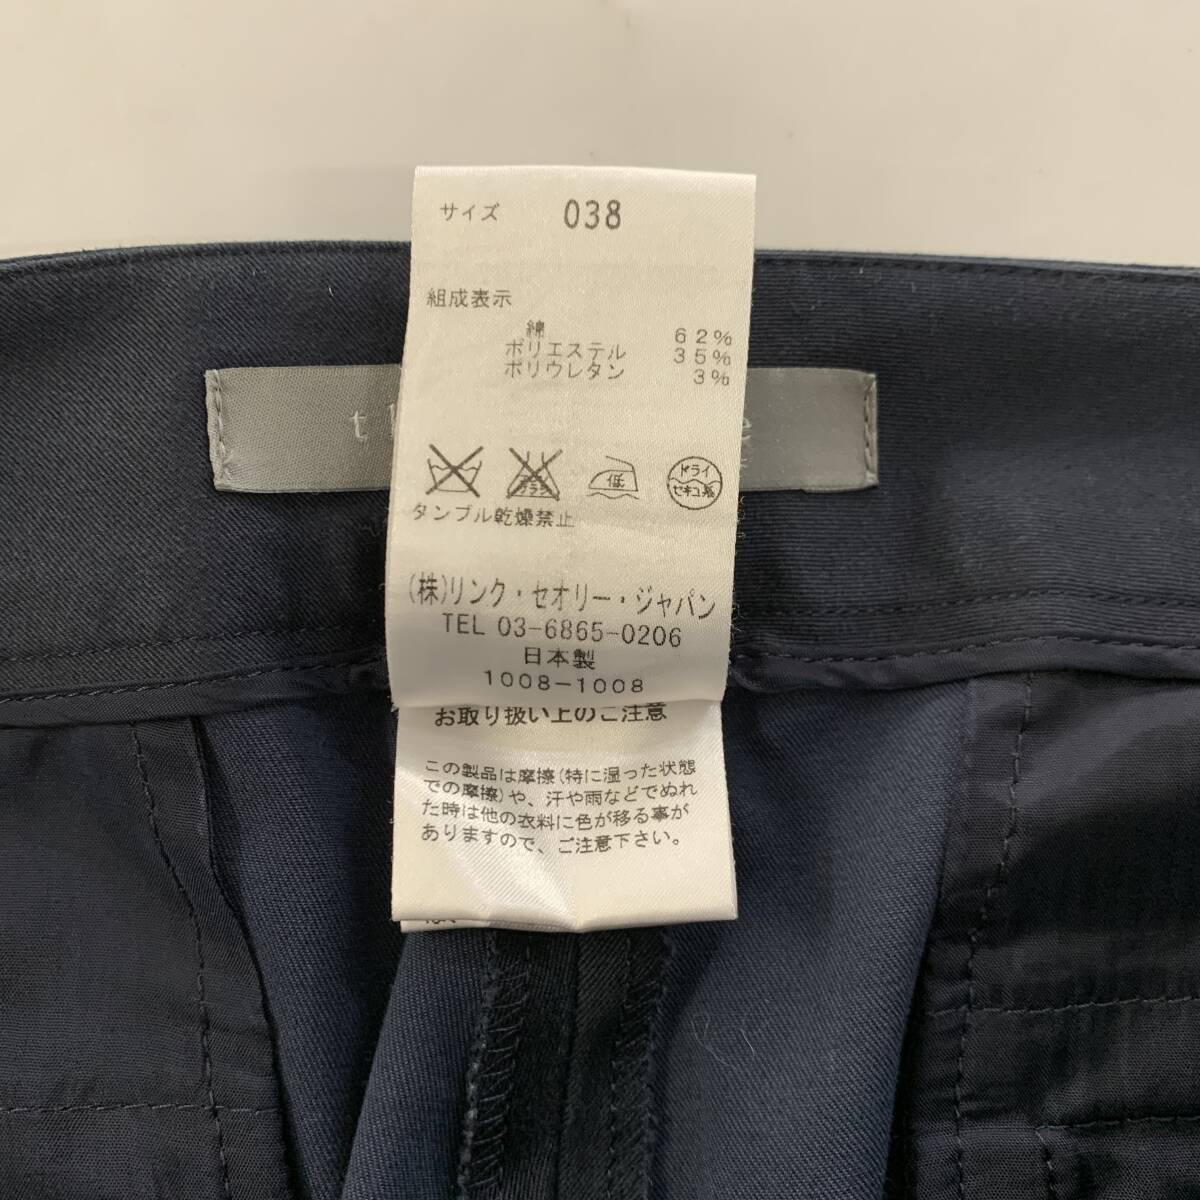 サイズ 038
組成表示
綿 62%
ポリエステル 35%
ポリウレタン 3%
低
ドライ
セキユ系
タンブル乾燥禁止
(株)リンク・セオリー・ジャパン
TEL 03-6865-0206
日本製
1008-1008
お取り扱い上のご注意
この製品は摩擦(特に湿った状態
での摩擦)や、汗や雨などでぬれ
た時は他の衣料に色が移る事が
ありますので、ご注意下さい。